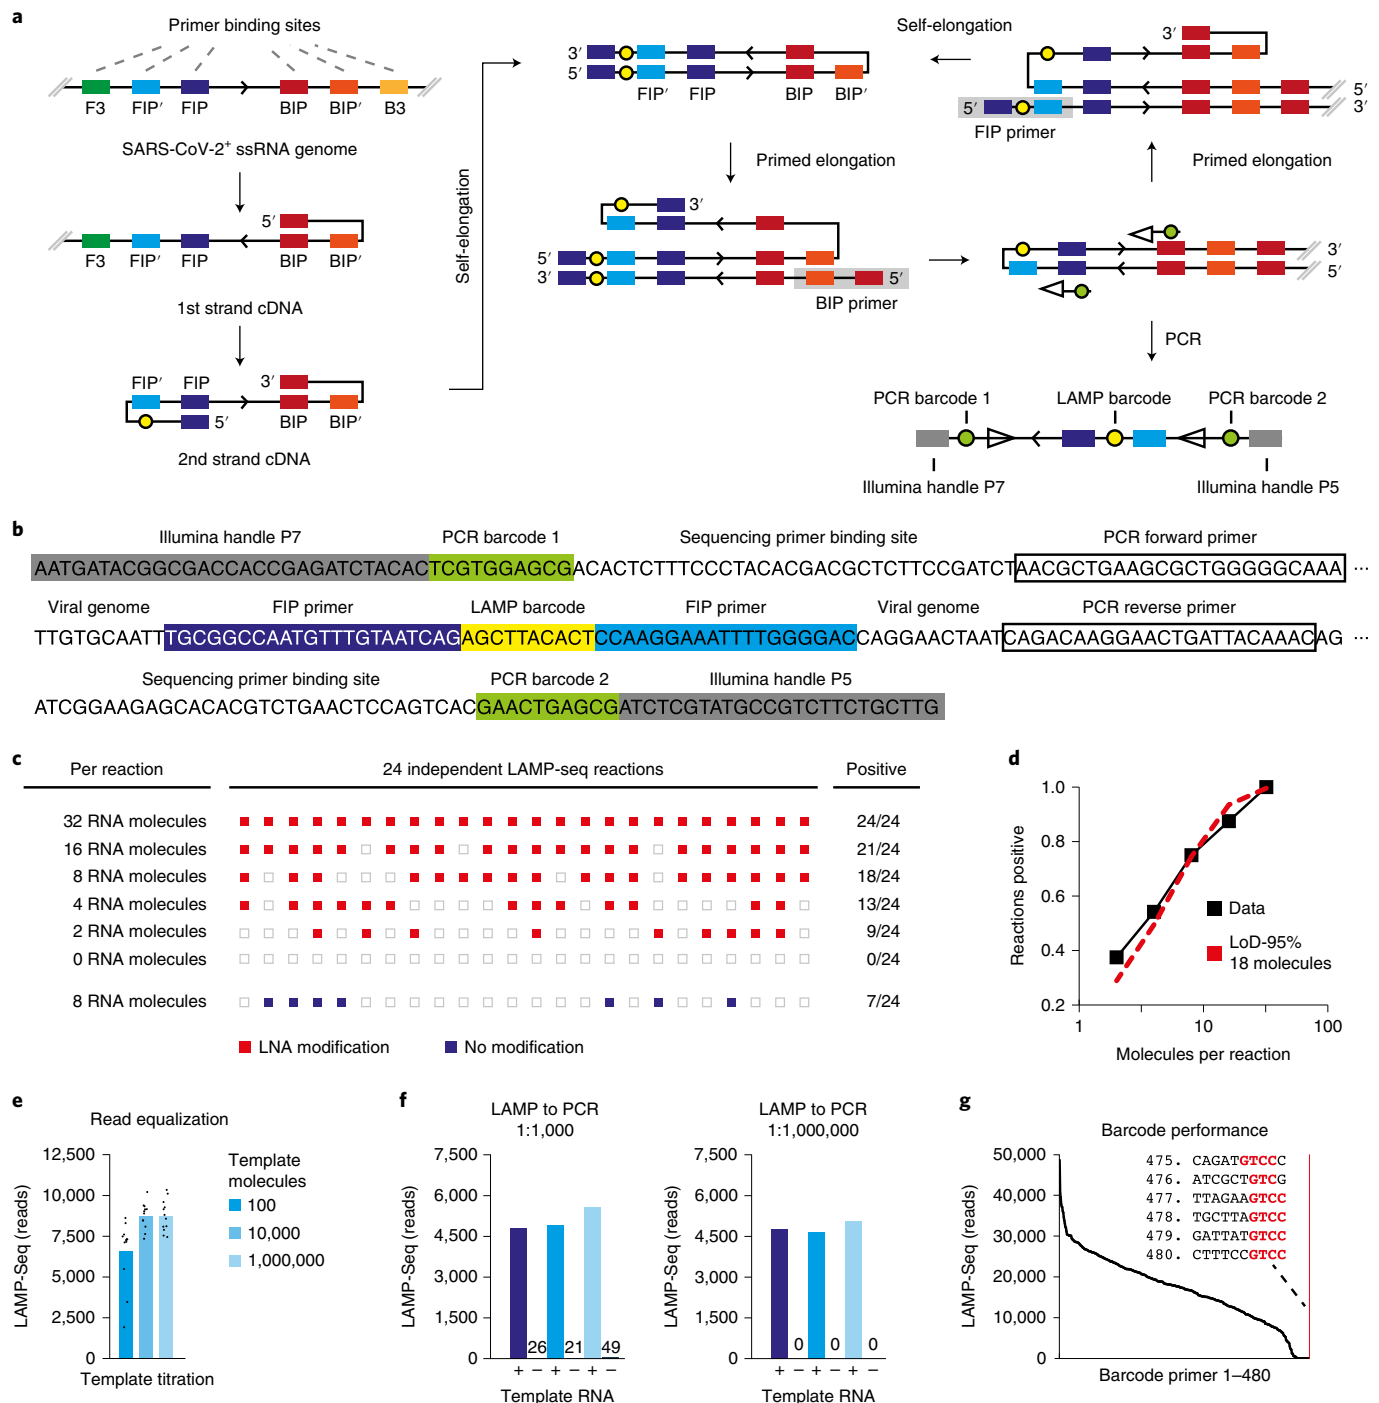 a
Primer binding sites
F3 FIP′ FIP BIP BIP′ B3
SARS-CoV-2⁺ ssRNA genome
5′
F3 FIP′ FIP BIP BIP′
1st strand cDNA
FIP′ FIP 3′
5′ BIP BIP′
2nd strand cDNA
Self-elongation
3′
5′
FIP′ FIP BIP BIP′
Primed elongation
3′
5′
3′ 5′
BIP primer
Self-elongation
3′
5′
5′ 3′
FIP primer
Primed elongation
3′
5′
PCR
PCR barcode 1 LAMP barcode PCR barcode 2
Illumina handle P7 Illumina handle P5
b
Illumina handle P7 PCR barcode 1 Sequencing primer binding site PCR forward primer
AATGATACGGCGACCACCGAGATCTACACTCGTGGAGCGACACTCTTTCCCTACACGACGCTCTTCCGATCTAACGCTGAAGCGCTGGGGGCAAA ...
Viral genome FIP primer LAMP barcode FIP primer Viral genome PCR reverse primer
TTGTGCAATTTGCGGCCAATGTTTGTAATCAGAGCTTACACTCCAAGGAAATTTTGGGGACCAGGAACTAATCAGACAAGGAACTGATTACAAACAG ...
Sequencing primer binding site PCR barcode 2 Illumina handle P5
ATCGGAAGAGCACACGTCTGAACTCCAGTCACGAACTGAGCGATCTCGTATGCCGTCTTCTGCTTG
c
Per reaction 24 independent LAMP-seq reactions Positive
32 RNA molecules 24/24
16 RNA molecules 21/24
8 RNA molecules 18/24
4 RNA molecules 13/24
2 RNA molecules 9/24
0 RNA molecules 0/24
8 RNA molecules 7/24
LNA modification No modification
d
Reactions positive
1.0
0.8
0.6
0.4
0.2
1 10 100
Molecules per reaction
Data
LoD-95%
18 molecules
e
Read equalization
LAMP-Seq (reads)
12,500
10,000
7,500
5,000
2,500
0
Template titration
Template
molecules
100
10,000
1,000,000
f
LAMP to PCR
1:1,000
LAMP-Seq (reads)
7,500
6,000
4,500
3,000
1,500
0
26 21 49
+ − + − + −
Template RNA
LAMP to PCR
1:1,000,000
LAMP-Seq (reads)
7,500
6,000
4,500
3,000
1,500
0
0 0 0
+ − + − + −
Template RNA
g
Barcode performance
LAMP-Seq (reads)
50,000
40,000
30,000
20,000
10,000
0
475. CAGATGTCCC
476. ATCGCTGTCG
477. TTAGAAGTCC
478. TGCTTAGTCC
479. GATTATGTCC
480. CTTTCCGTCC
Barcode primer 1–480